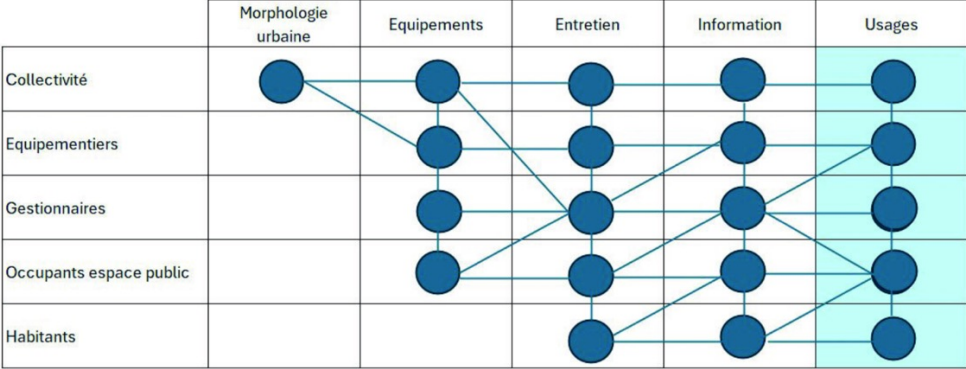 Morphologie
urbaine
Equipements
Entretien
Information
Usages
Collectivité
Equipementiers
Gestionnaires
Occupants espace public
Habitants